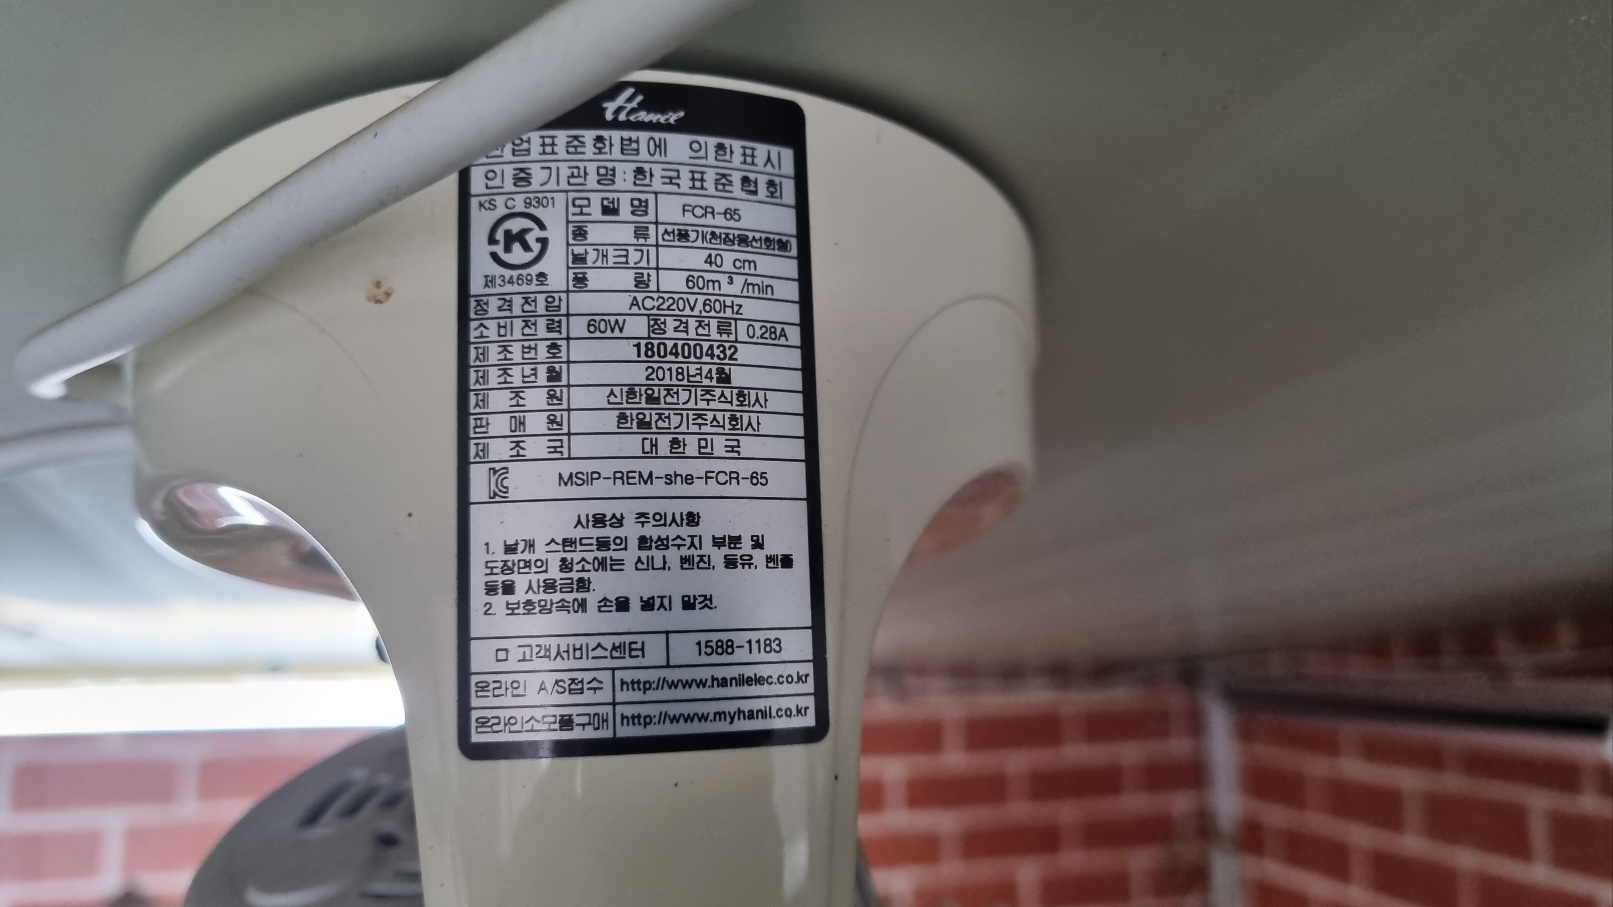 Hanil
산업표준화법에 의한표시
인증기관명:한국표준협회
KS C 9301
K
제3469호
모델명 FCR-65
종 류 선풍기(천장용선회형)
날개크기 40 cm
풍 량 60m³/min
정격전압 AC220V,60Hz
소비전력 60W 정격전류 0.28A
제조번호 180400432
제조년월 2018년4월
제 조 원 신한일전기주식회사
판 매 원 한일전기주식회사
제 조 국 대 한 민 국
KC MSIP-REM-she-FCR-65
사용상 주의사항
1. 날개 스탠드등의 합성수지 부분 및
도장면의 청소에는 신나, 벤진, 등유, 벤졸
등을 사용금함.
2. 보호망속에 손을 넣지 말것.
□ 고객서비스센터 1588-1183
온라인 A/S접수 http://www.hanilelec.co.kr
온라인소모품구매 http://www.myhanil.co.kr